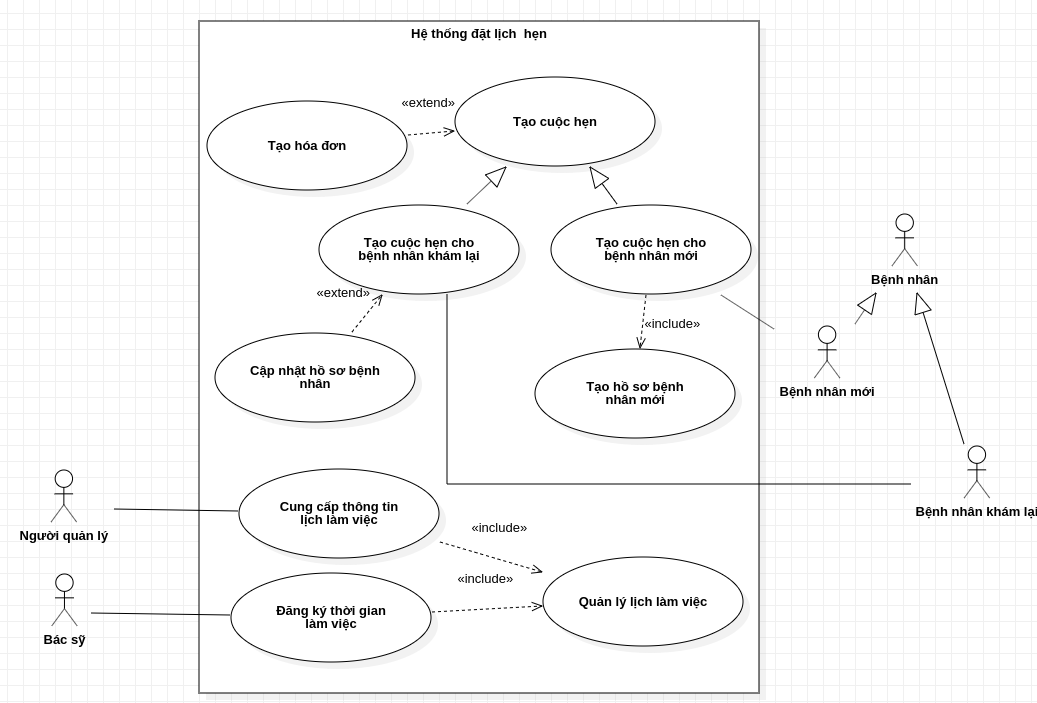 Hệ thống đặt lịch  hẹn
«extend»
Tạo cuộc hẹn
Tạo hóa đơn
Tạo cuộc hẹn cho
bệnh nhân khám lại
Tạo cuộc hẹn cho
bệnh nhân mới
Bệnh nhân
«extend»
«include»
Cập nhật hồ sơ bệnh
nhân
Tạo hồ sơ bệnh
nhân mới
Bệnh nhân mới
Cung cấp thông tin
lịch làm việc
Bệnh nhân khám lại
«include»
Người quản lý
«include»
Đăng ký thời gian
làm việc
Quản lý lịch làm việc
Bác sỹ